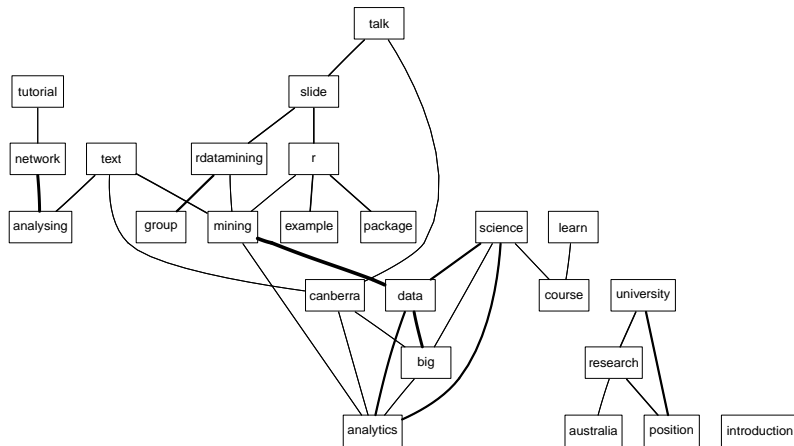 talk
tutorial
slide
network
text
rdatamining
r
analysing
group
mining
example
package
science
learn
canberra
data
course
university
big
research
analytics
australia
position
introduction